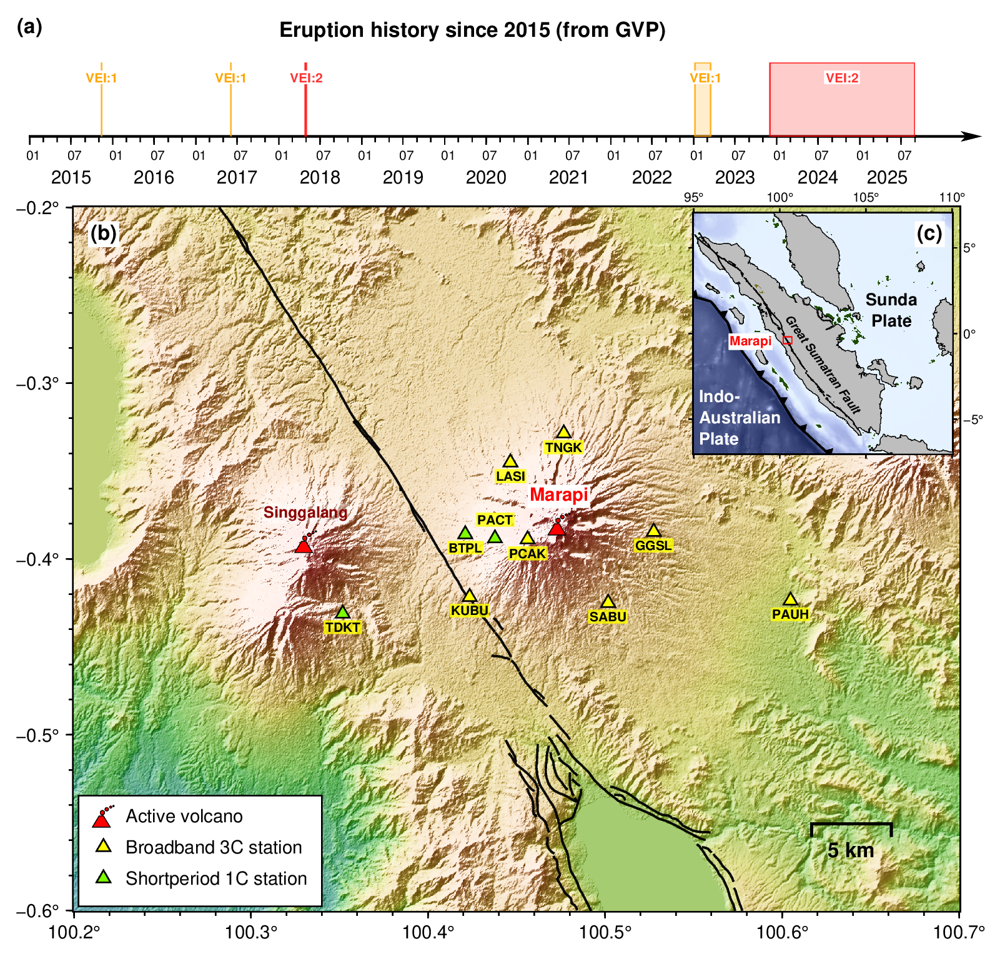 (a)
Eruption history since 2015 (from GVP)
VEI:1
VEI:1
VEI:2
VEI:1
VEI:2
01 07 01 07 01 07 01 07 01 07 01 07 01 07 01 07 01 07 01 07 01 07
2015 2016 2017 2018 2019 2020 2021 2022 2023 2024 2025
95° 100° 105° 110°
−0.2°
−0.3°
−0.4°
−0.5°
−0.6°
(b)
(c)
5°
0°
−5°
Sunda
Plate
Great Sumatran Fault
Marapi
Indo-
Australian
Plate
TNGK
LASI
Marapi
Singgalang
PACT
BTPL
PCAK
GGSL
KUBU
SABU
PAUH
TDKT
Active volcano
Broadband 3C station
Shortperiod 1C station
5 km
100.2° 100.3° 100.4° 100.5° 100.6° 100.7°